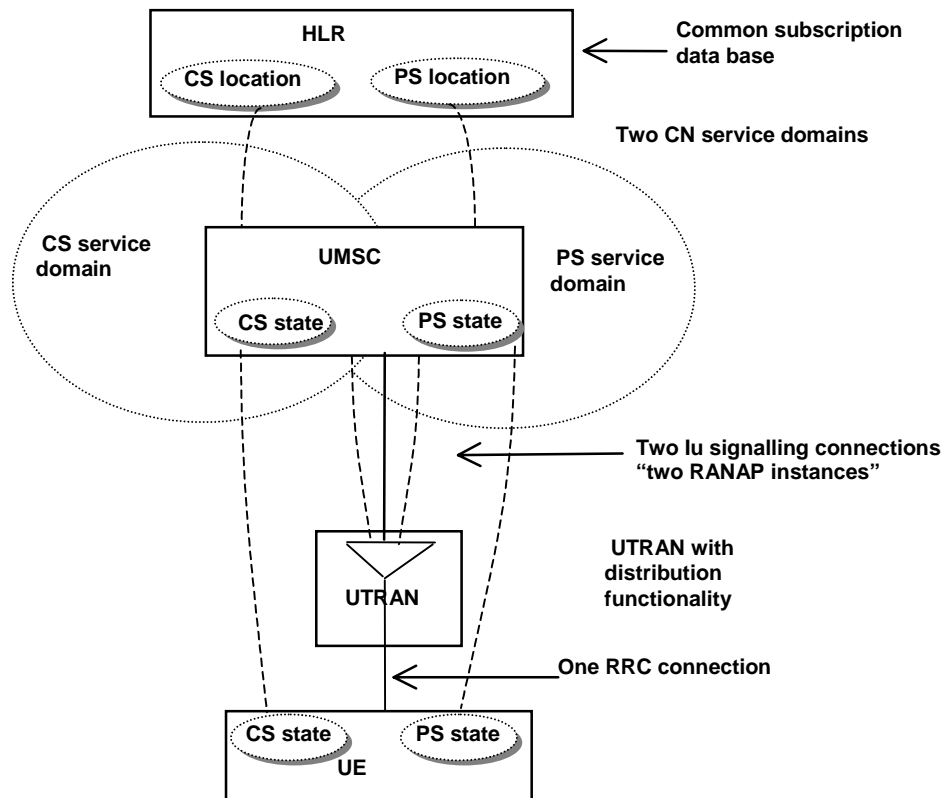 HLR
Common subscription
data base
CS location
PS location
Two CN service domains
CS service
domain
UMSC
PS service
domain
CS state
PS state
Two Iu signalling connections
“two RANAP instances”
UTRAN with
distribution
functionality
UTRAN
One RRC connection
CS state
PS state
UE